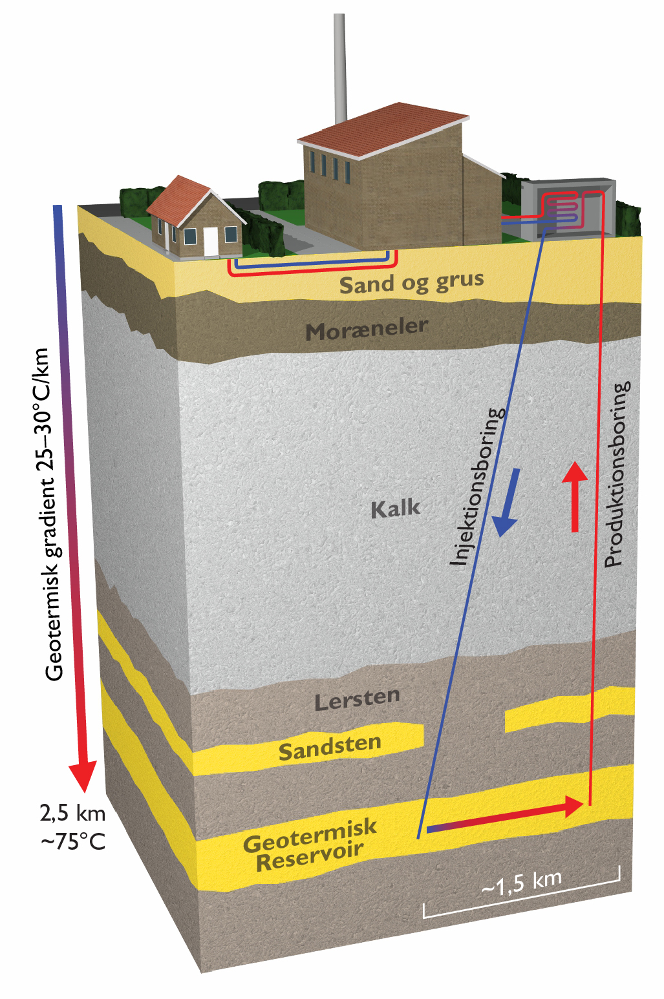 Sand og grus
Moræneler
Geotermisk gradient 25–30°C/km
Injektionsboring
Produktionsboring
Kalk
Lersten
Sandsten
2,5 km
~75°C
Geotermisk
Reservoir
~1,5 km